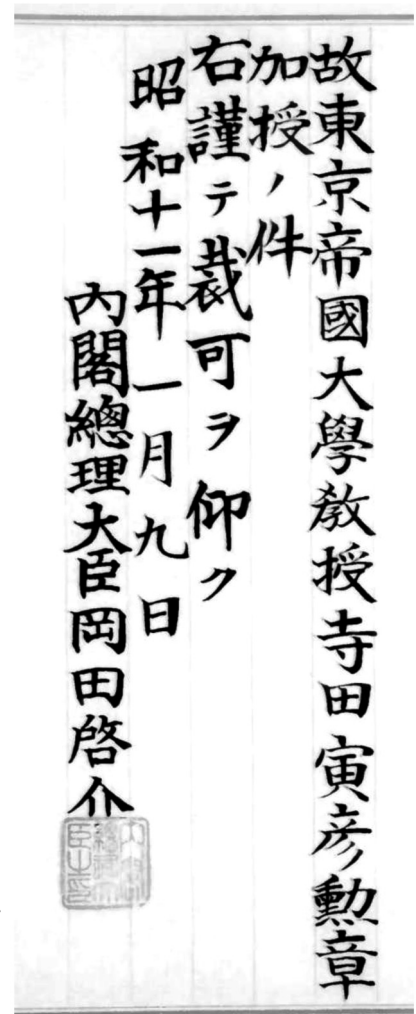 故東京帝國大學教授寺田寅彦勳章
加授ノ件
右謹テ裁可ヲ仰ク
昭和十一年一月九日
內閣總理大臣岡田啓介